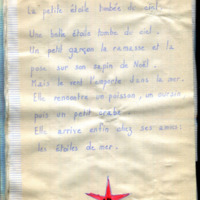 La petite étoile tombée du ciel.
Une belle étoile tombe du ciel.
Un petit garçon la ramasse et la
pose sur son sapin de Noël.
Mais le vent l'emporte dans la mer.
Elle rencontre un poisson, un oursin
puis un petit crabe.
Elle arrive enfin chez ses amies
les étoiles de mer.